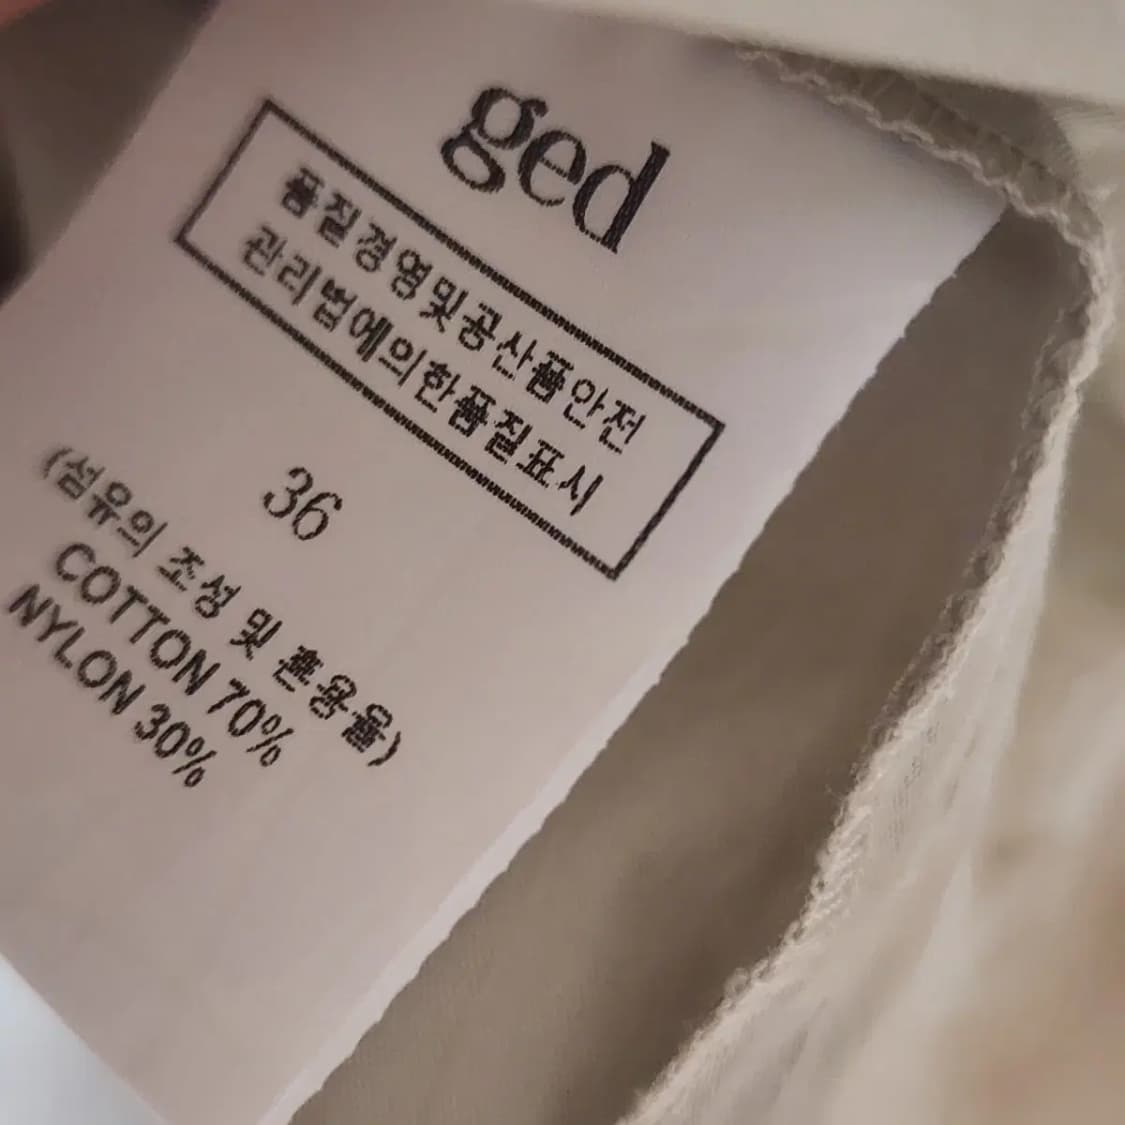 ged
품질경영및공산품안전
관리법에의한품질표시
36
(섬유의 조성 및 혼용율)
COTTON 70%
NYLON 30%